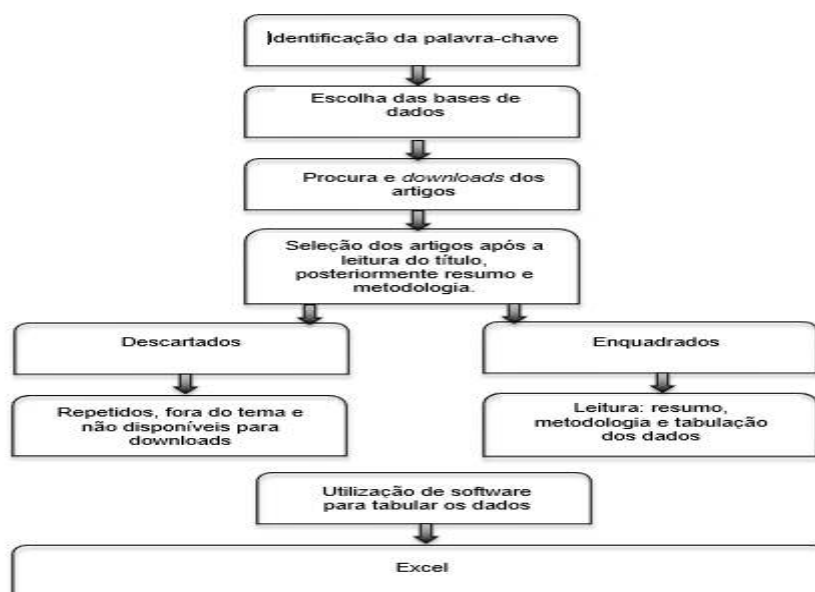 Identificação da palavra-chave
Escolha das bases de
dados
Procura e downloads dos
artigos
Seleção dos artigos após a
leitura do título,
posteriormente resumo e
metodologia.
Descartados
Enquadrados
Repetidos, fora do tema e
não disponíveis para
downloads
Leitura: resumo,
metodologia e tabulação
dos dados
Utilização de software
para tabular os dados
Excel